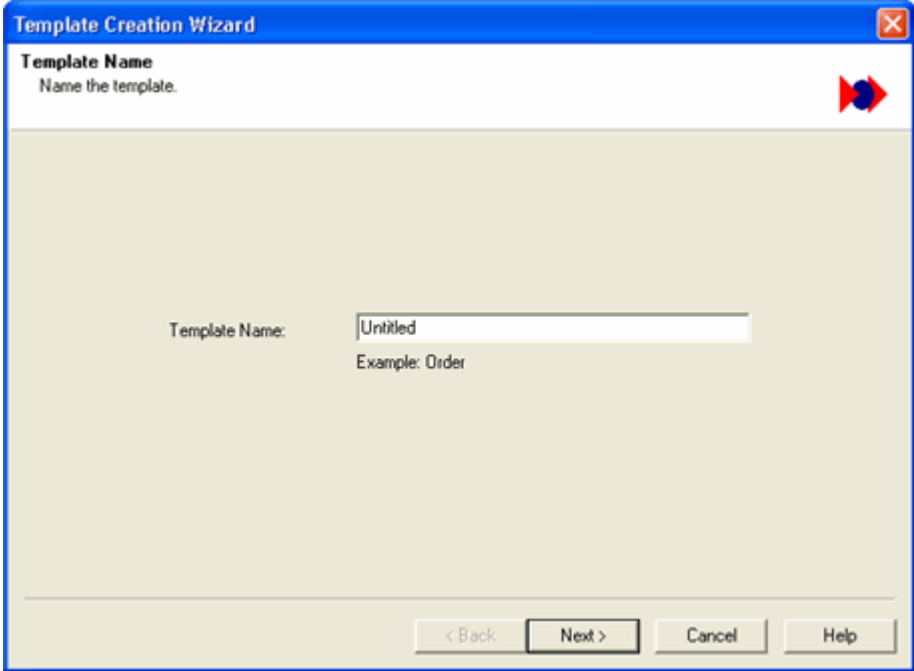 Template Creation Wizard
Template Name
Name the template.
Template Name:
Untitled
Example: Order
< Back
Next >
Cancel
Help